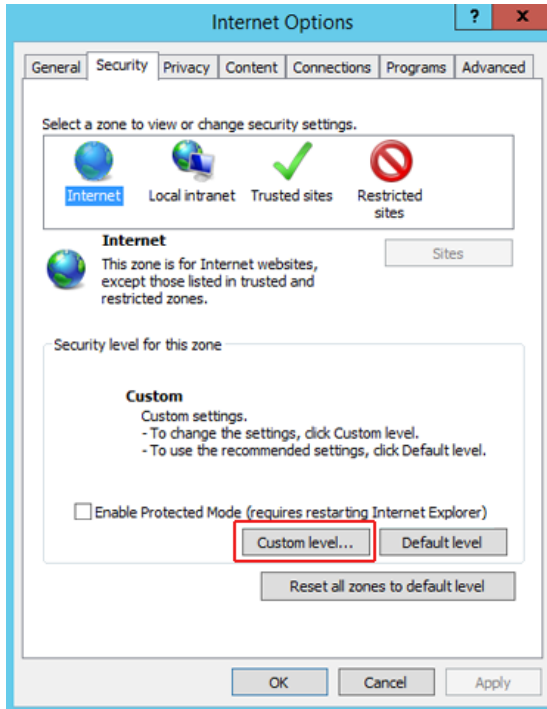 Internet Options
?
x
General Security Privacy Content Connections Programs Advanced
Select a zone to view or change security settings.
Internet Local intranet Trusted sites Restricted
sites
Internet
Sites
This zone is for Internet websites,
except those listed in trusted and
restricted zones.
Security level for this zone
Custom
Custom settings.
- To change the settings, click Custom level.
- To use the recommended settings, click Default level.
Enable Protected Mode (requires restarting Internet Explorer)
Custom level... Default level
Reset all zones to default level
OK Cancel Apply